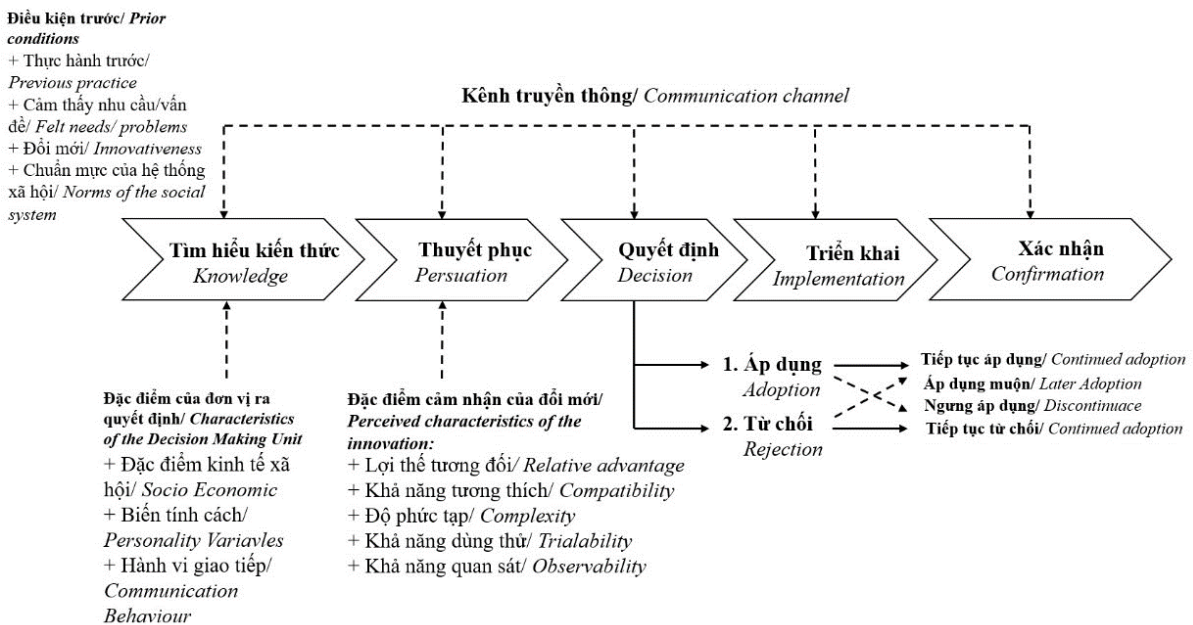 Điều kiện trước/ Prior
conditions
+ Thực hành trước/
Previous practice
+ Cảm thấy nhu cầu/vấn
đề/ Felt needs/ problems
+ Đổi mới/ Innovativeness
+ Chuẩn mực của hệ thống
xã hội/ Norms of the social
system
Kênh truyền thông/ Communication channel
Tìm hiểu kiến thức
Knowledge
Thuyết phục
Persuation
Quyết định
Decision
Triển khai
Implementation
Xác nhận
Confirmation
Đặc điểm của đơn vị ra
quyết định/ Characteristics
of the Decision Making Unit
+ Đặc điểm kinh tế xã
hội/ Socio Economic
+ Biến tính cách/
Personality Variavles
+ Hành vi giao tiếp/
Communication
Behaviour
Đặc điểm cảm nhận của đổi mới/
Perceived characteristics of the
innovation:
+ Lợi thế tương đối/ Relative advantage
+ Khả năng tương thích/ Compatibility
+ Độ phức tạp/ Complexity
+ Khả năng dùng thử/ Trialability
+ Khả năng quan sát/ Observability
1. Áp dụng
Adoption
2. Từ chối
Rejection
Tiếp tục áp dụng/ Continued adoption
Áp dụng muộn/ Later Adoption
Ngưng áp dụng/ Discontinuace
Tiếp tục từ chối/ Continued adoption